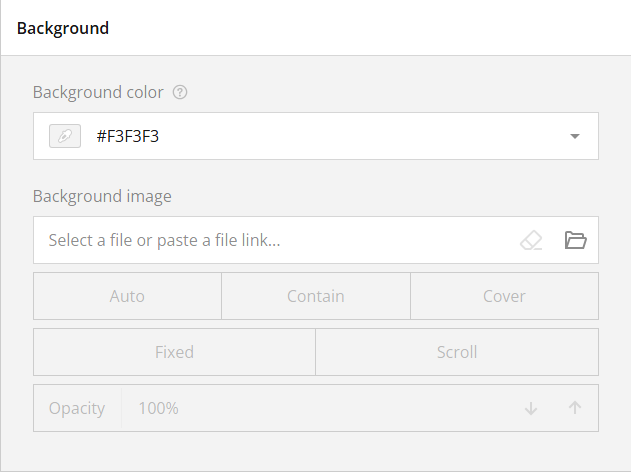 Background
Background color ?
#F3F3F3
Background image
Select a file or paste a file link...
Auto Contain Cover
Fixed Scroll
Opacity 100%